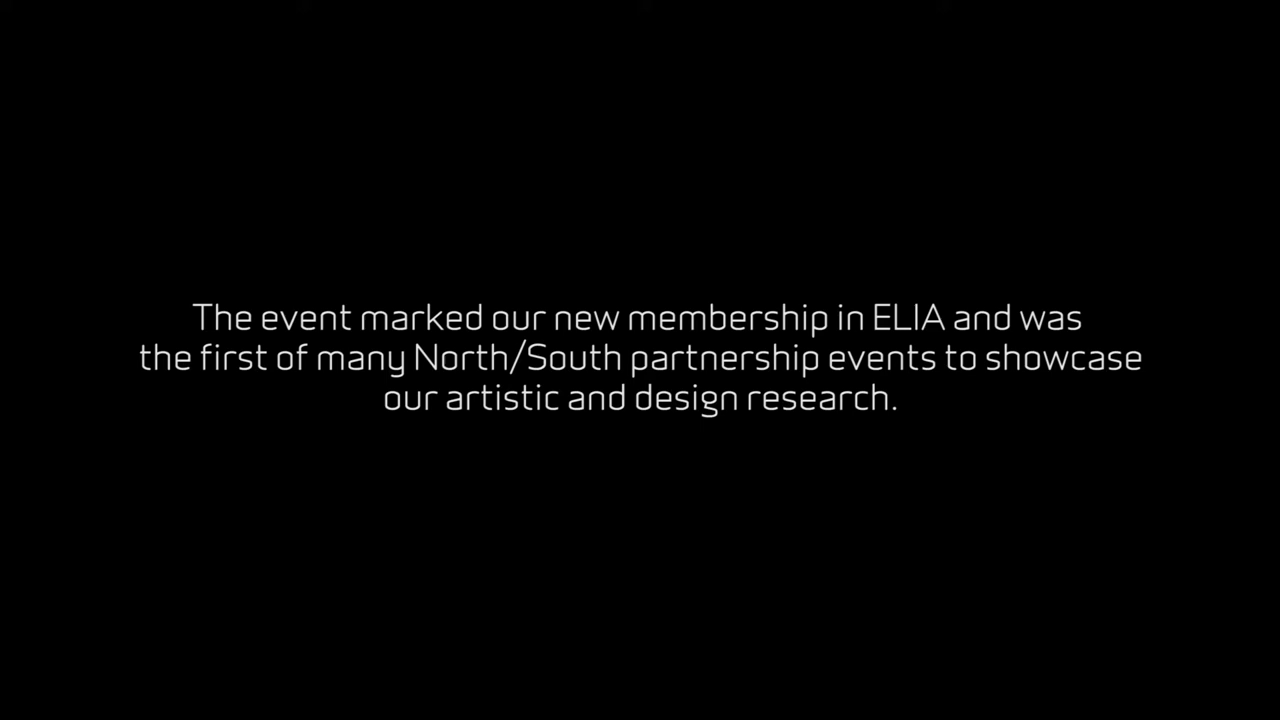 The event marked our new membership in ELIA and was
the first of many North/South partnership events to showcase
our artistic and design research.